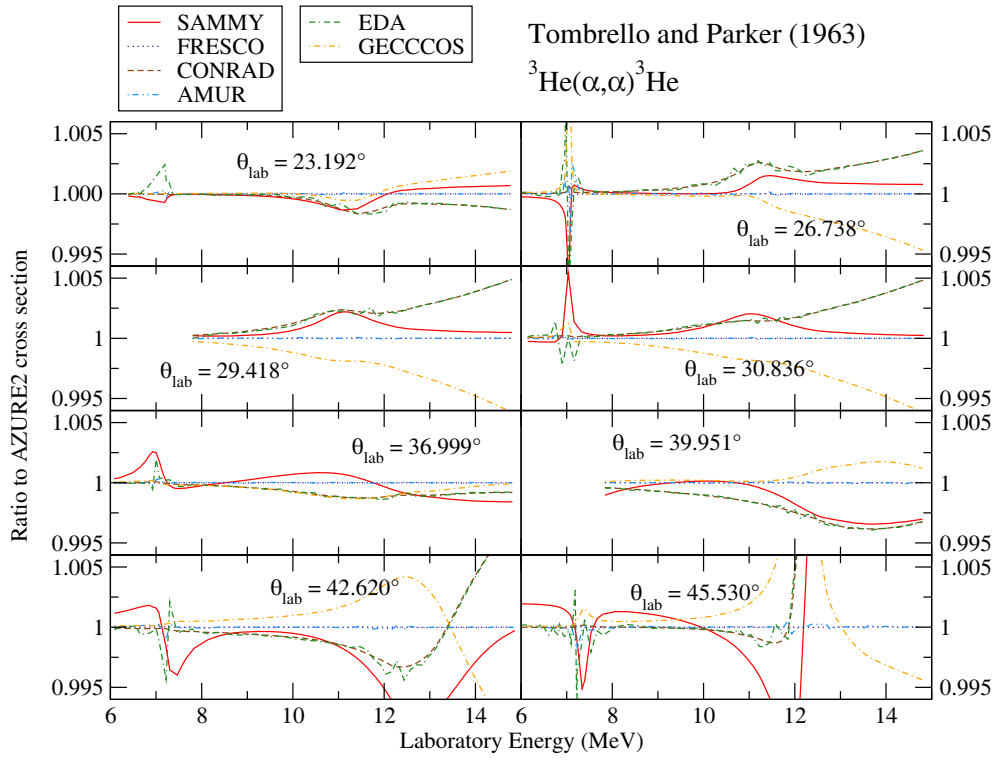 SAMMY
FRESCO
CONRAD
AMUR
EDA
GECCCOS
Tombrello and Parker (1963)
³He(α,α)³He
Ratio to AZURE2 cross section
1.005
1.000
0.995
θlab = 23.192°
θlab = 26.738°
1.005
1
0.995
1.005
1
0.995
θlab = 29.418°
θlab = 30.836°
1.005
1
0.995
1.005
1
0.995
θlab = 36.999°
θlab = 39.951°
1.005
1
0.995
1.005
1
0.995
θlab = 42.620°
θlab = 45.530°
1.005
1
0.995
6 8 10 12 14 6 8 10 12 14
Laboratory Energy (MeV)